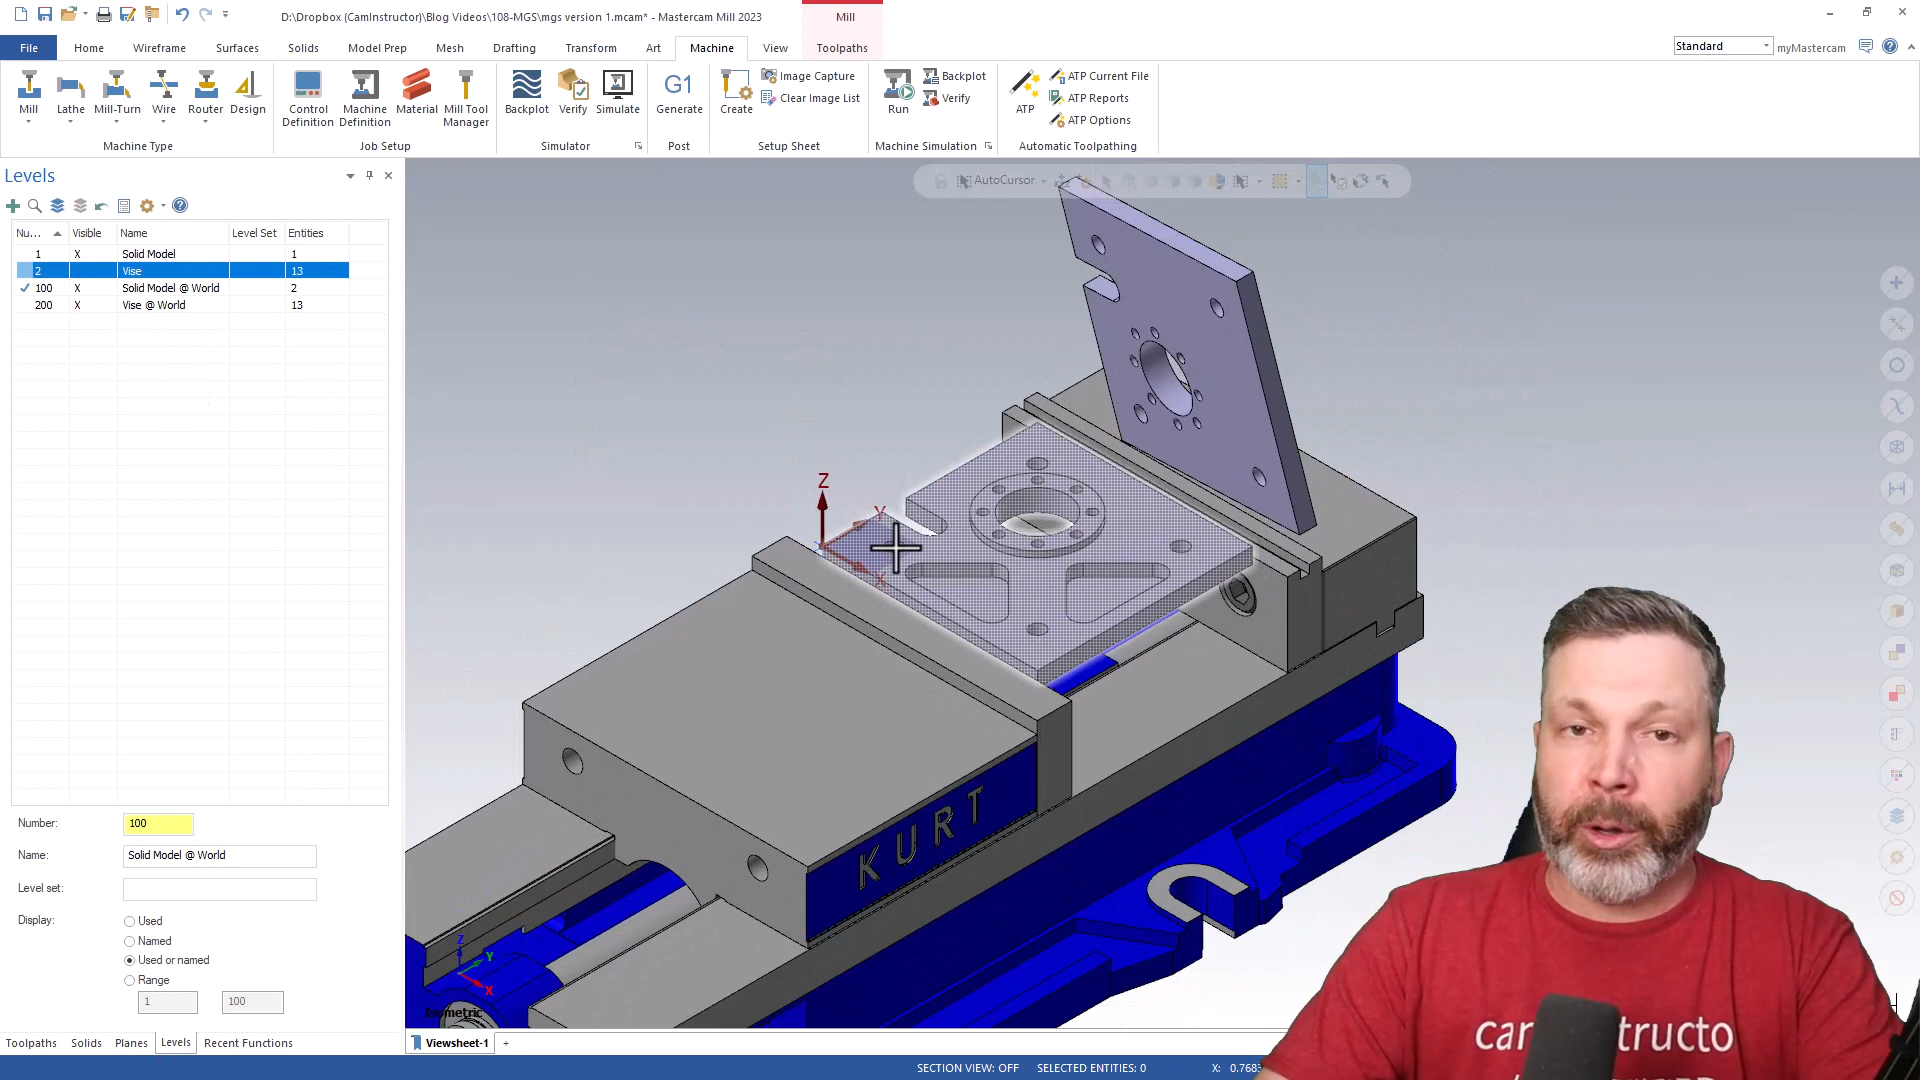 D:\Dropbox (CamInstructor)\Blog Videos\108-MGS\mgs version 1.mcam* - Mastercam Mill 2023
Mill
File Home Wireframe Surfaces Solids Model Prep Mesh Drafting Transform Art Machine View Toolpaths
Standard myMastercam
Mill Lathe Mill-Turn Wire Router Design
Machine Type
Control Definition Machine Definition Material Mill Tool Manager
Job Setup
Backplot Verify Simulate
Simulator
G1 Generate
Post
Create Image Capture
Clear Image List
Setup Sheet
Run Backplot
Verify
Machine Simulation
ATP ATP Current File
ATP Reports
ATP Options
Automatic Toolpathing
Levels
AutoCursor
Nu... Visible Name Level Set Entities
1 X Solid Model 1
2 Vise 13
100 X Solid Model @ World 2
200 X Vise @ World 13
Z
Y
X
KURT
Number: 100
Name: Solid Model @ World
Level set:
Display: Used
Named
Used or named
Range
1 100
Z
Y
X
Isometric
Toolpaths Solids Planes Levels Recent Functions
Viewsheet-1 +
SECTION VIEW: OFF SELECTED ENTITIES: 0 X: